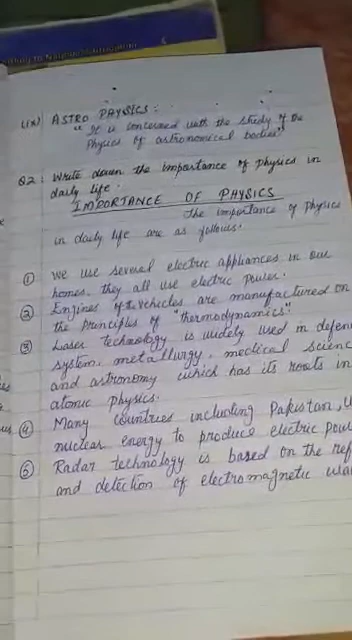 (ix) ASTRO PHYSICS:
"It is concerned with the study of the
Physics of astronomical bodies"
Q2: Write down the importance of physics in
daily life.
IMPORTANCE OF PHYSICS
The importance of Physics
in daily life are as follows.
① We use several electric appliances in our
homes. they all use electric power.
② Engines of the vehicles are manufactured on
the principles of "thermodynamics"
③ Laser technology is widely used in defen
system, metallurgy, medical scienc
and astronomy which has its roots in
atomic physics.
④ Many countries including Pakistan, u
nuclear energy to produce electric pow
⑤ Radar technology is based on the ref
and detection of electromagnetic wa